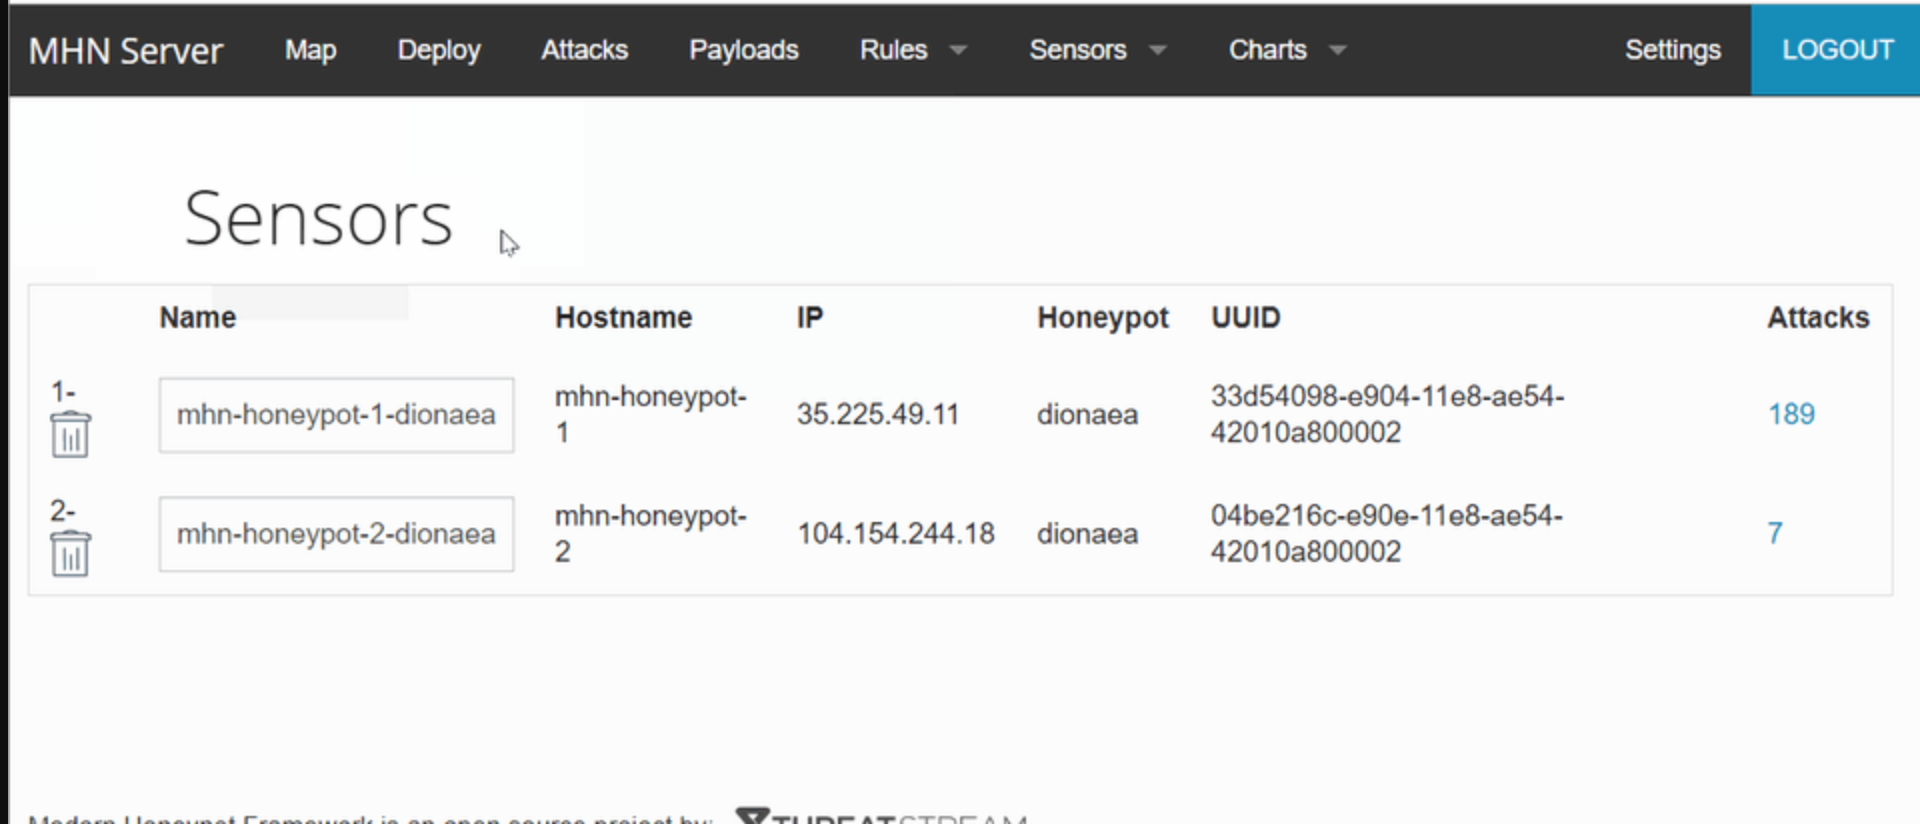 MHN Server Map Deploy Attacks Payloads Rules Sensors Charts Settings LOGOUT
Sensors
Name Hostname IP Honeypot UUID Attacks
1-
mhn-honeypot-1-dionaea
mhn-honeypot-
1
35.225.49.11
dionaea
33d54098-e904-11e8-ae54-
42010a800002
189
2-
mhn-honeypot-2-dionaea
mhn-honeypot-
2
104.154.244.18
dionaea
04be216c-e90e-11e8-ae54-
42010a800002
7
Modern Honeynet Framework is an open source project by: THREATSTREAM